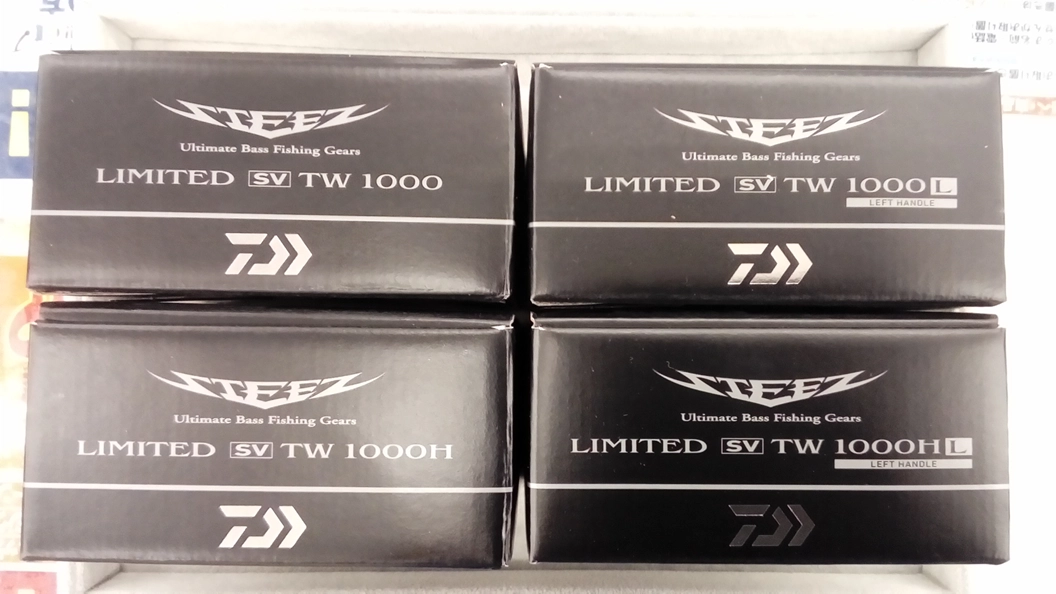 STEEZ
Ultimate Bass Fishing Gears
LIMITED SV TW 1000
STEEZ
Ultimate Bass Fishing Gears
LIMITED SV TW 1000 L
LEFT HANDLE
STEEZ
Ultimate Bass Fishing Gears
LIMITED SV TW 1000H
STEEZ
Ultimate Bass Fishing Gears
LIMITED SV TW 1000H L
LEFT HANDLE